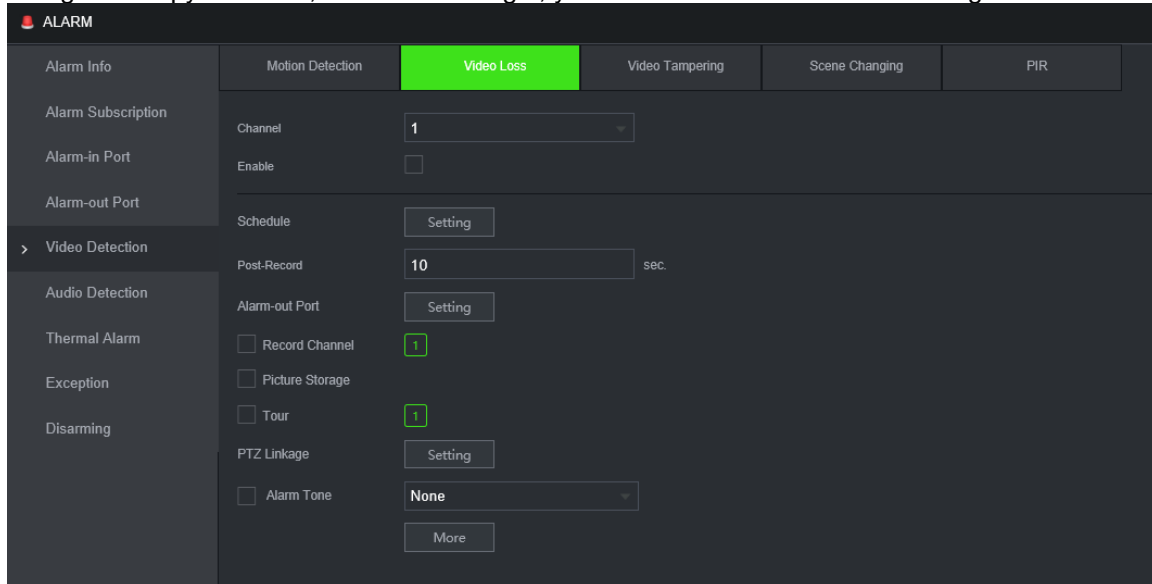 ALARM
Alarm Info
Motion Detection Video Loss Video Tampering Scene Changing PIR
Alarm Subscription
Channel 1
Alarm-in Port
Enable
Alarm-out Port
Schedule Setting
> Video Detection
Post-Record 10 sec.
Audio Detection
Alarm-out Port Setting
Thermal Alarm
Record Channel 1
Exception
Picture Storage
Disarming
Tour 1
PTZ Linkage Setting
Alarm Tone None
More